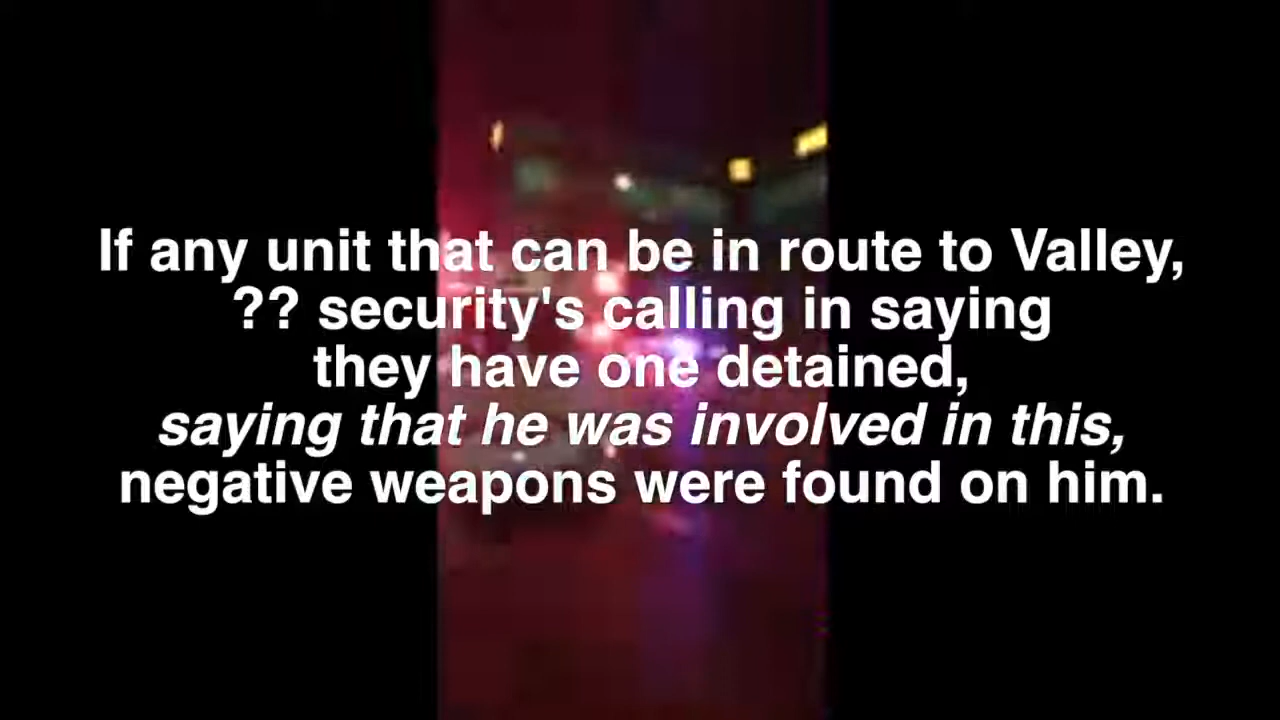 If any unit that can be in route to Valley,
?? security's calling in saying
they have one detained,
saying that he was involved in this,
negative weapons were found on him.